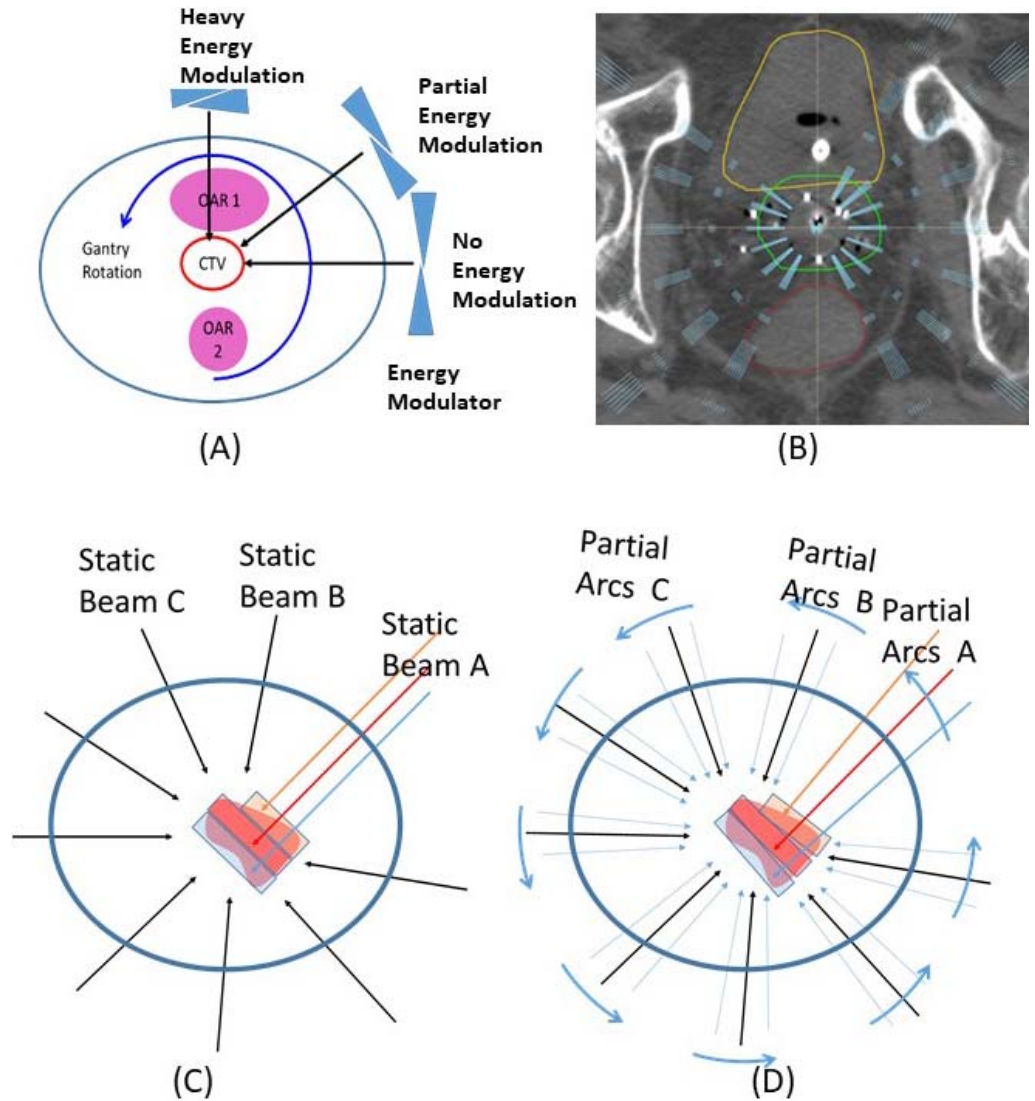 Heavy
Energy
Modulation
Partial
Energy
Modulation
OAR 1
Gantry
Rotation
CTV
No
Energy
Modulation
OAR
2
Energy
Modulator
(A)
(B)
Static
Beam C
Static
Beam B
Static
Beam A
(C)
Partial
Arcs C
Partial
Arcs B
Partial
Arcs A
(D)